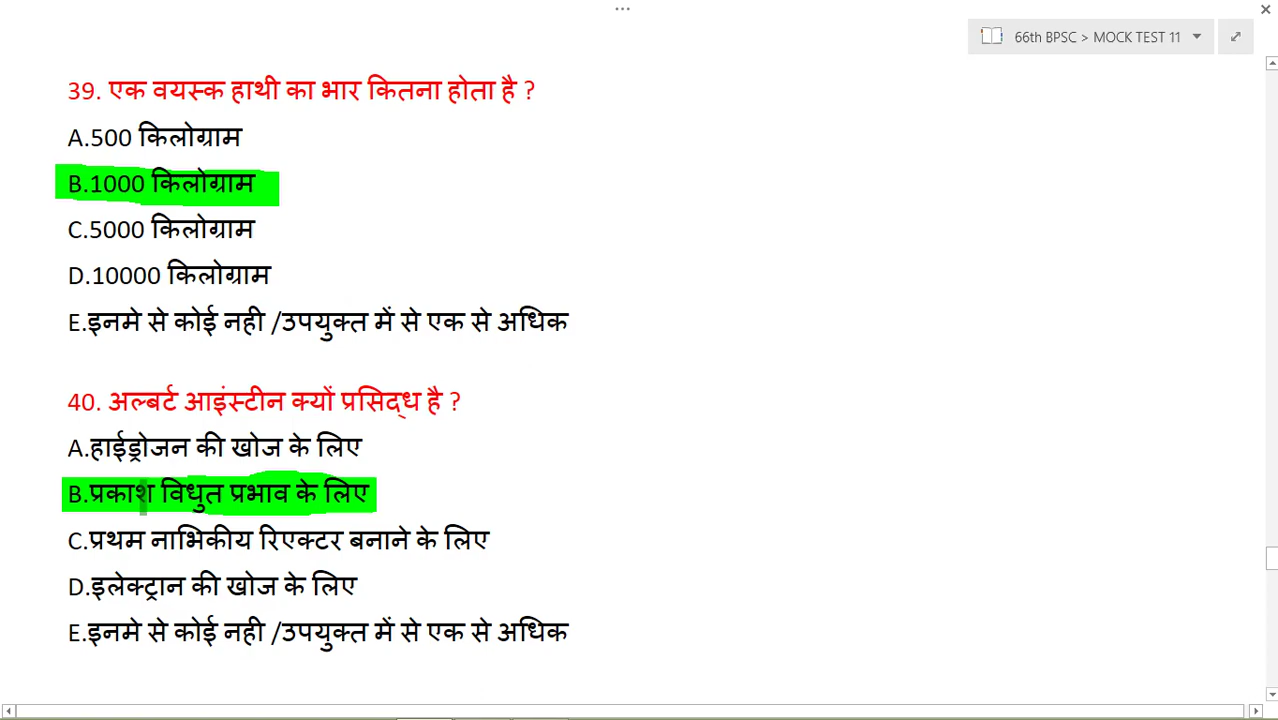 66th BPSC > MOCK TEST 11
39. एक वयस्क हाथी का भार कितना होता है ?
A.500 किलोग्राम
B.1000 किलोग्राम
C.5000 किलोग्राम
D.10000 किलोग्राम
E.इनमे से कोई नही /उपयुक्त में से एक से अधिक
40. अल्बर्ट आइंस्टीन क्यों प्रसिद्ध है ?
A.हाईड्रोजन की खोज के लिए
B.प्रकाश विधुत प्रभाव के लिए
C.प्रथम नाभिकीय रिएक्टर बनाने के लिए
D.इलेक्ट्रान की खोज के लिए
E.इनमे से कोई नही /उपयुक्त में से एक से अधिक